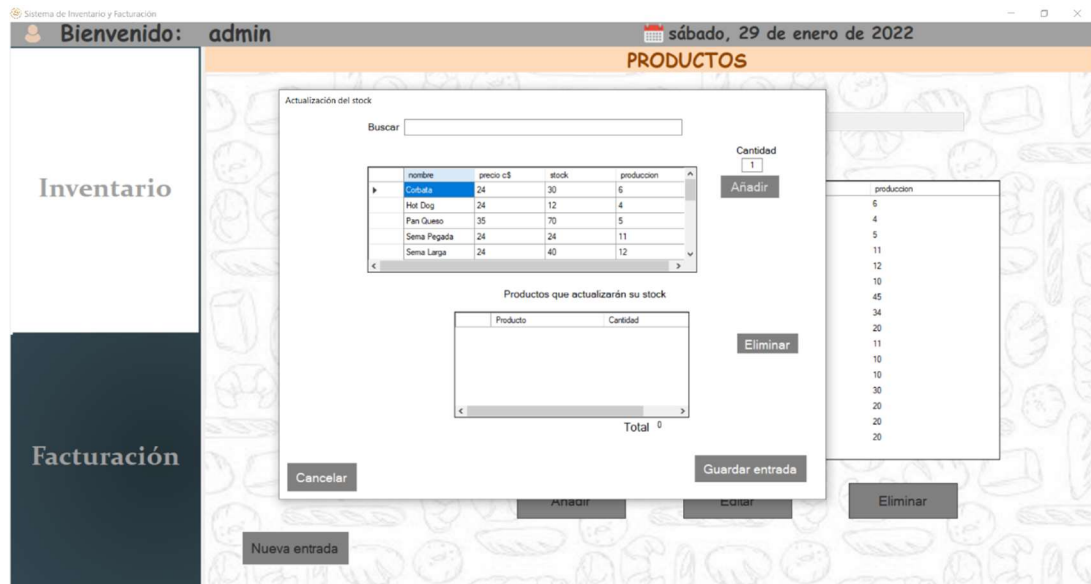 Sistema de Inventario y Facturación
Bienvenido: admin
sábado, 29 de enero de 2022
PRODUCTOS
Inventario
Facturación
Actualización del stock
Buscar
Cantidad
1
Añadir
nombre precio c$ stock produccion
Corbata 24 30 6
Hot Dog 24 12 4
Pan Queso 35 70 5
Sema Pegada 24 24 11
Sema Larga 24 40 12
Productos que actualizarán su stock
Producto Cantidad
Eliminar
Total 0
Cancelar
Guardar entrada
produccion
6
4
5
11
12
10
45
34
20
11
10
10
30
20
20
20
Añadir
Editar
Eliminar
Nueva entrada